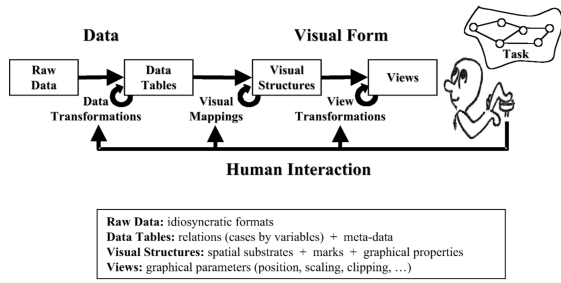 Data
Visual Form
Task
Raw
Data
Data
Tables
Visual
Structures
Views
Data
Transformations
Visual
Mappings
View
Transformations
Human Interaction
Raw Data: idiosyncratic formats
Data Tables: relations (cases by variables) + meta-data
Visual Structures: spatial substrates + marks + graphical properties
Views: graphical parameters (position, scaling, clipping, …)